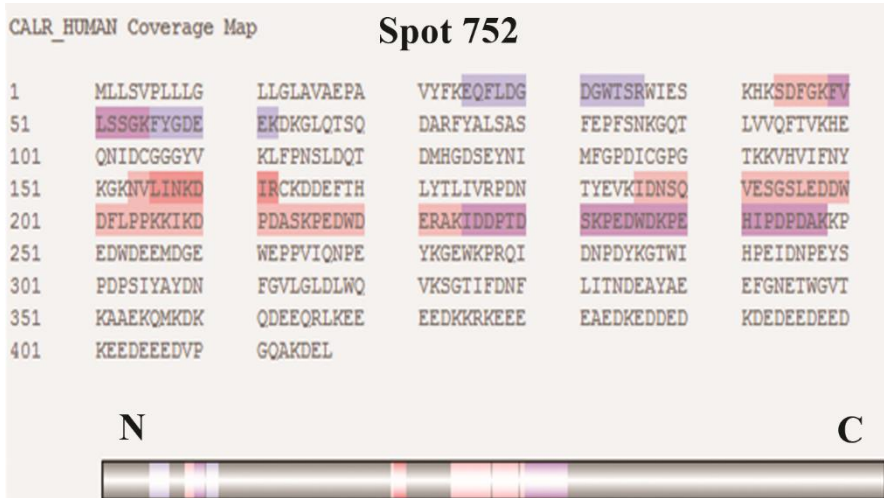 CALR_HUMAN Coverage Map
Spot 752
1 MLLSVPLLLG LLGLAVAEPA VYFKEQFLDG DGWTSRWIES KHKSDFGKFV
51 LSSGKFYGDE EKDKGLQTSQ DARFYALSAS FEPFSNKGQT LVVQFTVKHE
101 QNIDCGGGYV KLFPNSLDQT DMHGDSEYNI MFGPDICGPG TKKVHVIFNY
151 KGKNVLINKD IRCKDDEFTH LYTLIVRPDN TYEVKIDNSQ VESGSLEDDW
201 DFLPPKKIKD PDASKPEDWD ERAKIDDPTD SKPEDWDKPE HIPDPDAKKP
251 EDWDEEMDGE WEPPVIQNPE YKGEWKPRQI DNPDYKGTWI HPEIDNPEYS
301 PDPSIYAYDN FGVLGLDLWQ VKSGTIFDNF LITNDEAYAE EFGNETWGVT
351 KAAEKQMKDK QDEEQRLKEE EEDKKRKEEE EAEDKEDDED KDEDEEDEED
401 KEEDEEEDVP GQAKDEL
N C